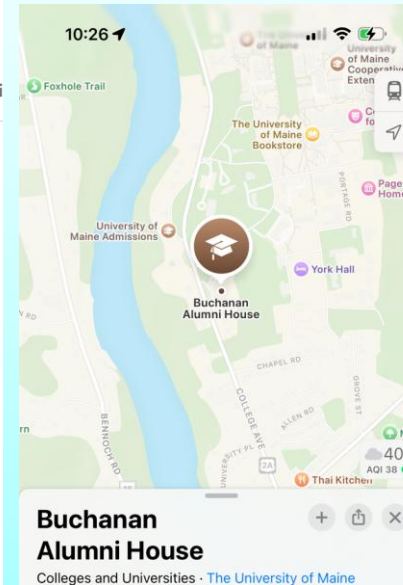 10:26
of Maine
University
of Maine
Cooperative
Exten
Foxhole Trail
The University
of Maine
Bookstore
PORTAGE RD
Page
Home
University of
Maine Admissions
York Hall
Buchanan
Alumni House
CHAPEL RD
COLLEGE AVE
GROVE ST
ALLEN RD
BENNOCH RD
UNIVERSITY PL
2A
40
AQI 38
Thai Kitchen
Buchanan
Alumni House
Colleges and Universities · The University of Maine